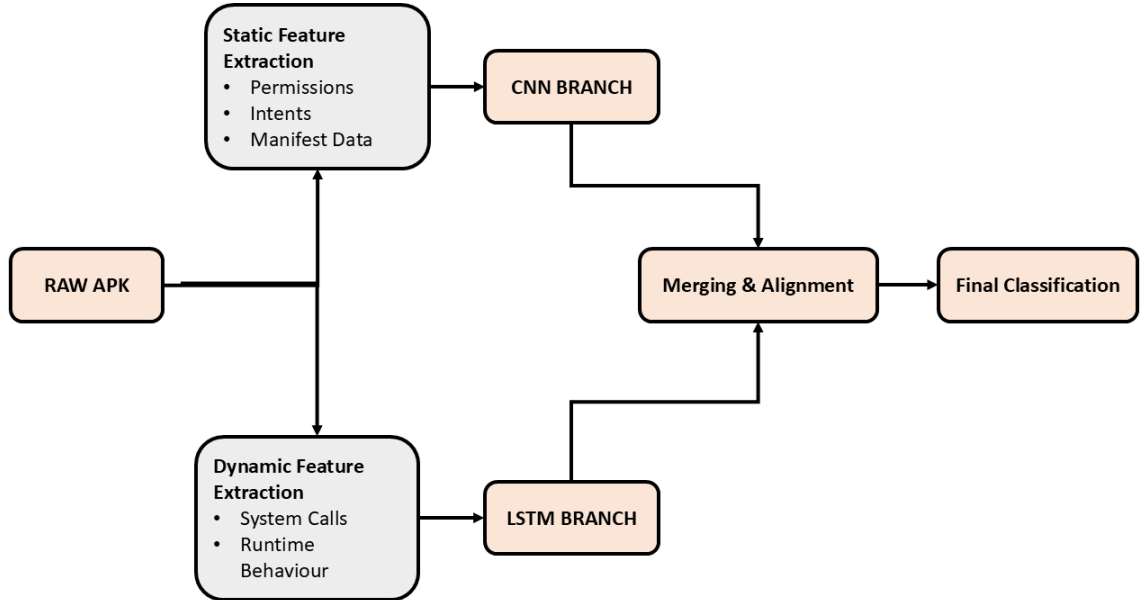 Static Feature
Extraction
• Permissions
• Intents
• Manifest Data
CNN BRANCH
RAW APK
Merging & Alignment
Final Classification
Dynamic Feature
Extraction
• System Calls
• Runtime
Behaviour
LSTM BRANCH